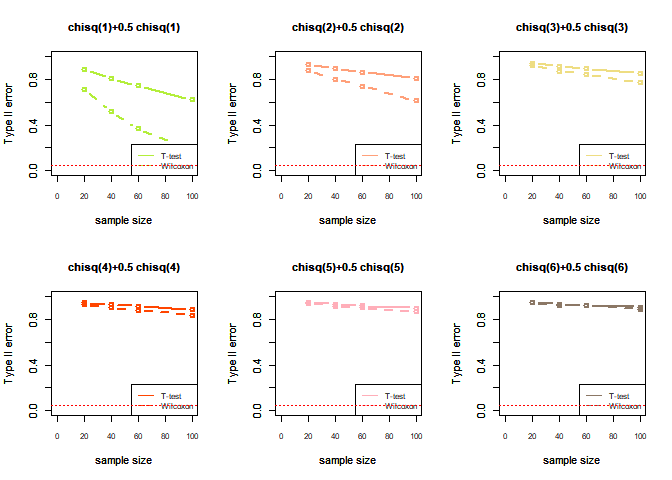 chisq(1)+0.5 chisq(1)
Type II error
0.8
0.4
0.0
T-test
Wilcoxon
0 20 40 60 80 100
sample size
chisq(2)+0.5 chisq(2)
Type II error
0.8
0.4
0.0
T-test
Wilcoxon
0 20 40 60 80 100
sample size
chisq(3)+0.5 chisq(3)
Type II error
0.8
0.4
0.0
T-test
Wilcoxon
0 20 40 60 80 100
sample size
chisq(4)+0.5 chisq(4)
Type II error
0.8
0.4
0.0
T-test
Wilcoxon
0 20 40 60 80 100
sample size
chisq(5)+0.5 chisq(5)
Type II error
0.8
0.4
0.0
T-test
Wilcoxon
0 20 40 60 80 100
sample size
chisq(6)+0.5 chisq(6)
Type II error
0.8
0.4
0.0
T-test
Wilcoxon
0 20 40 60 80 100
sample size